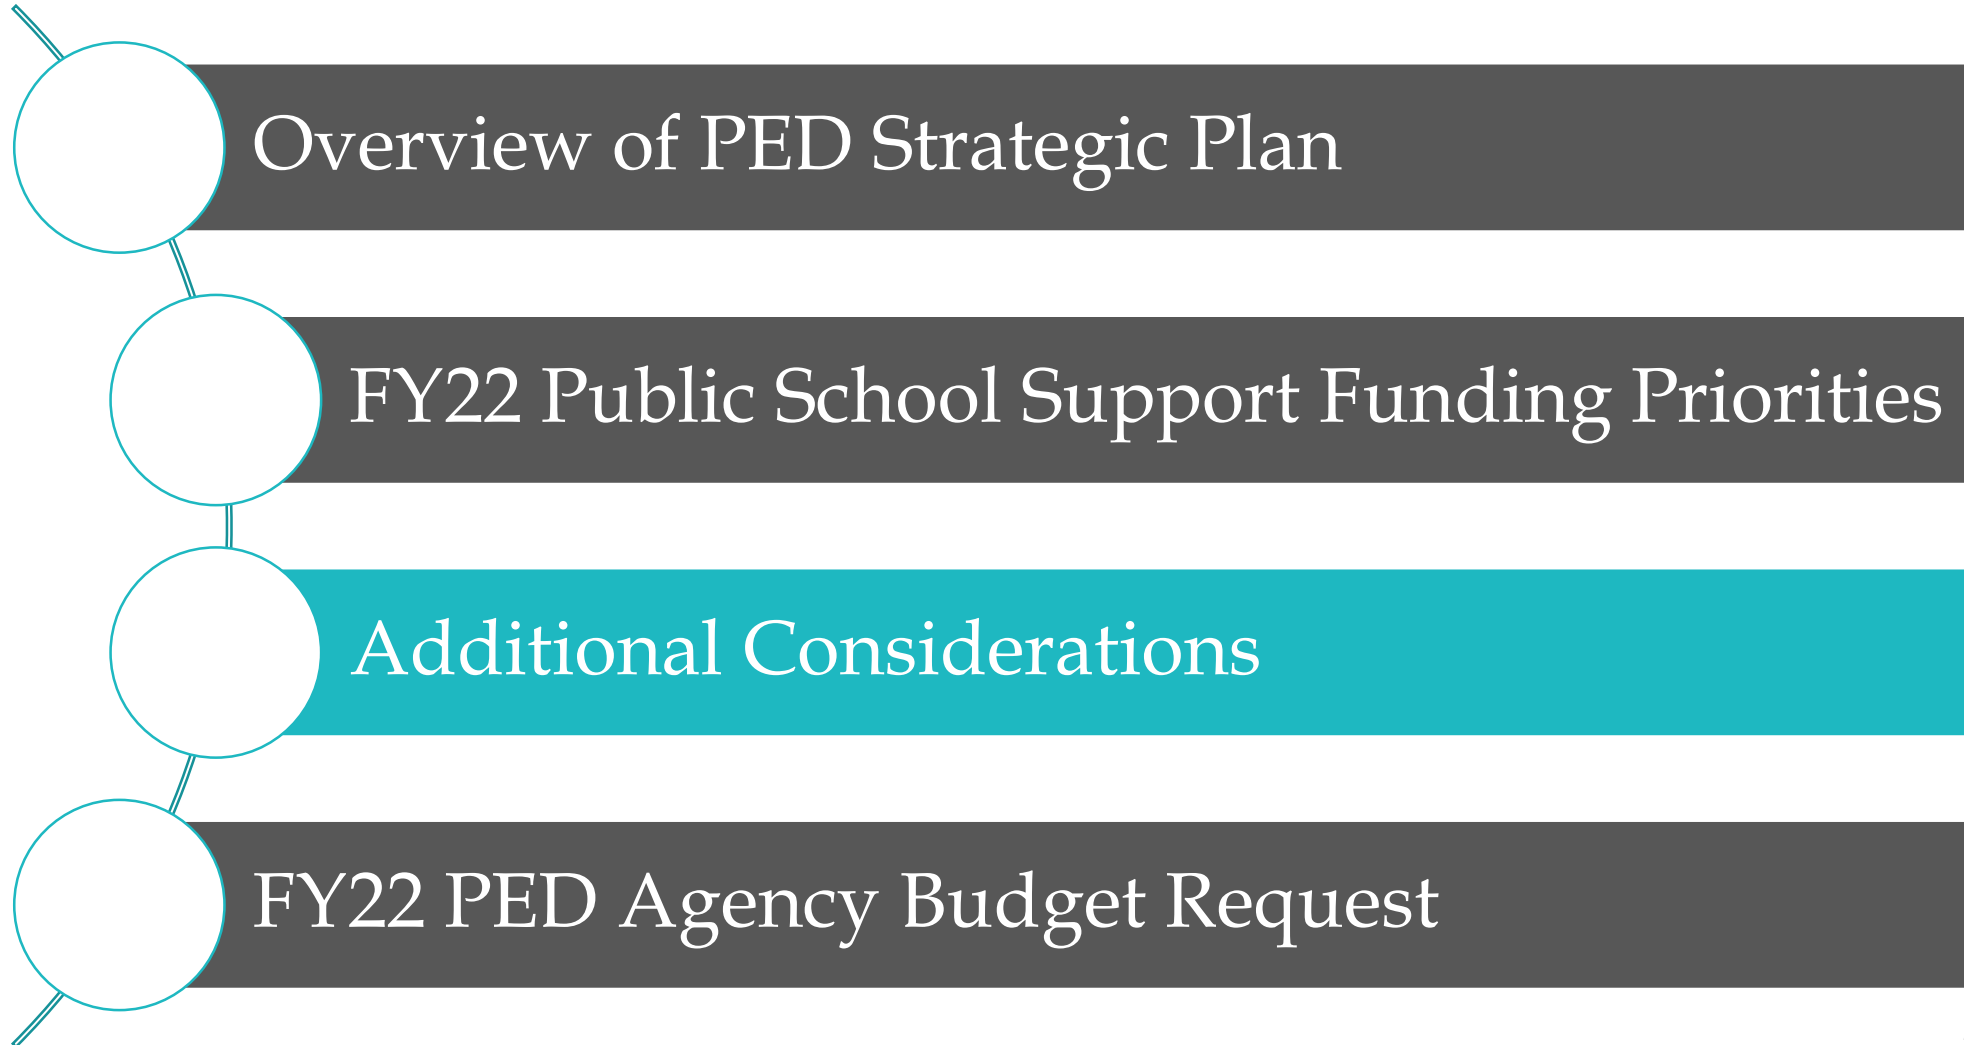 Overview of PED Strategic Plan
FY22 Public School Support Funding Priorities
Additional Considerations
FY22 PED Agency Budget Request